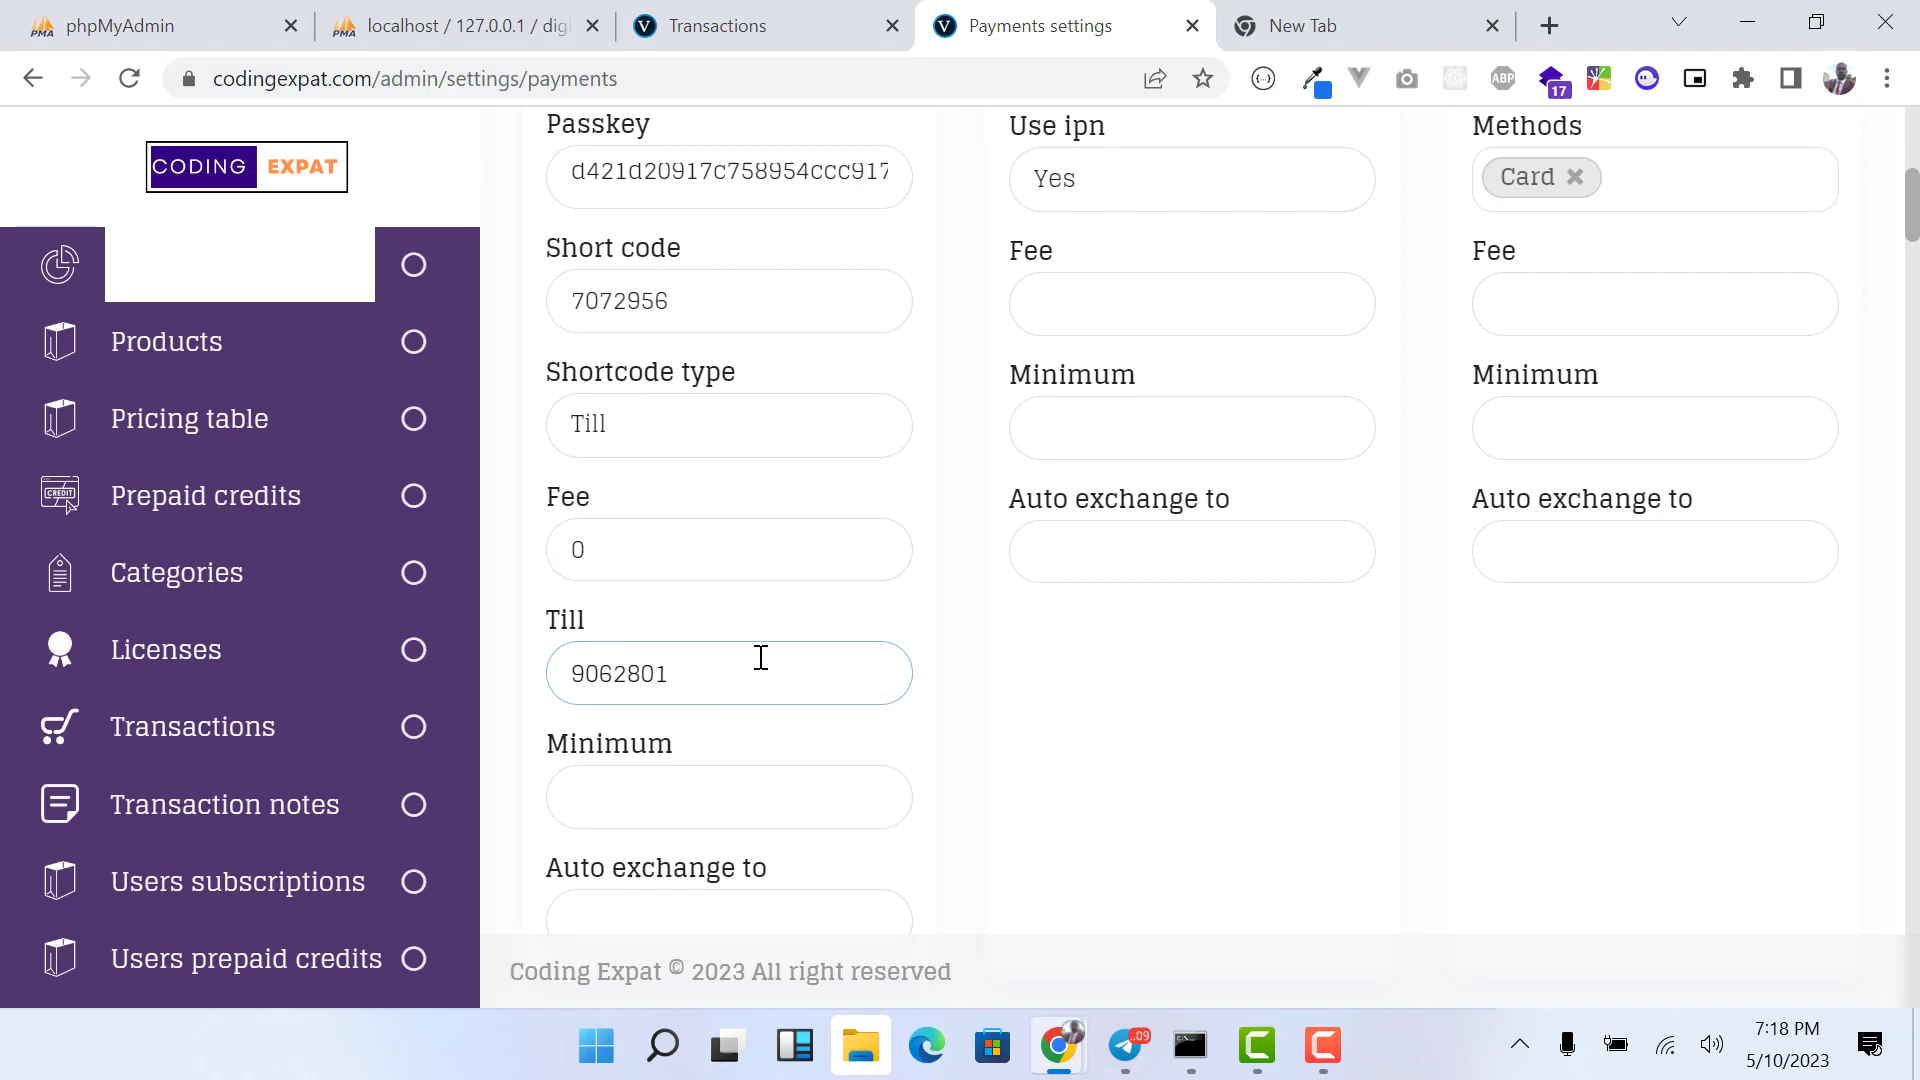 phpMyAdmin
localhost / 127.0.0.1 / digi
Transactions
Payments settings
New Tab
codingexpat.com/admin/settings/payments
ABP
17
CODING EXPAT
Products
Pricing table
CREDIT
Prepaid credits
Categories
Licenses
Transactions
Transaction notes
Users subscriptions
Users prepaid credits
Passkey
d421d20917c758954ccc917
Short code
7072956
Shortcode type
Till
Fee
0
Till
9062801
Minimum
Auto exchange to
Use ipn
Yes
Fee
Minimum
Auto exchange to
Methods
Card
Fee
Minimum
Auto exchange to
Coding Expat © 2023 All right reserved
7:18 PM
5/10/2023